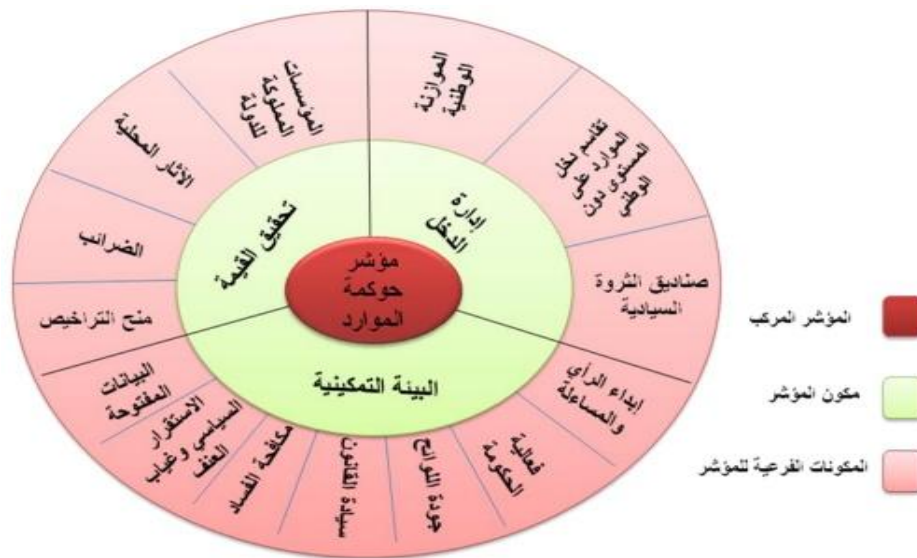 مؤشر
حوكمة
الموارد
إدارة
الدخل
تحقيق القيمة
البيئة التمكينية
الموازنة
الوطنية
تقاسم دخل
الموارد على
المستوى دون
الوطني
صناديق الثروة
السيادية
إبداء الرأي
والمساءلة
فعالية
الحكومة
جودة اللوائح
سيادة القانون
مكافحة الفساد
الاستقرار
السياسي وغياب
العنف
البيانات
المفتوحة
منح التراخيص
الضرائب
الآثار المحلية
المؤسسات
المملوكة
للدولة
المؤشر المركب
مكون المؤشر
المكونات الفرعية للمؤشر